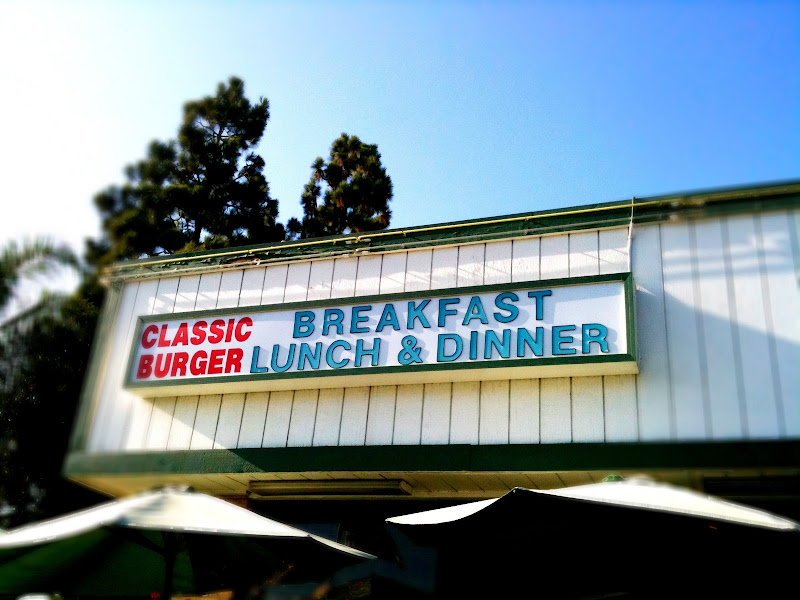 CLASSIC
BURGER
BREAKFAST
LUNCH & DINNER